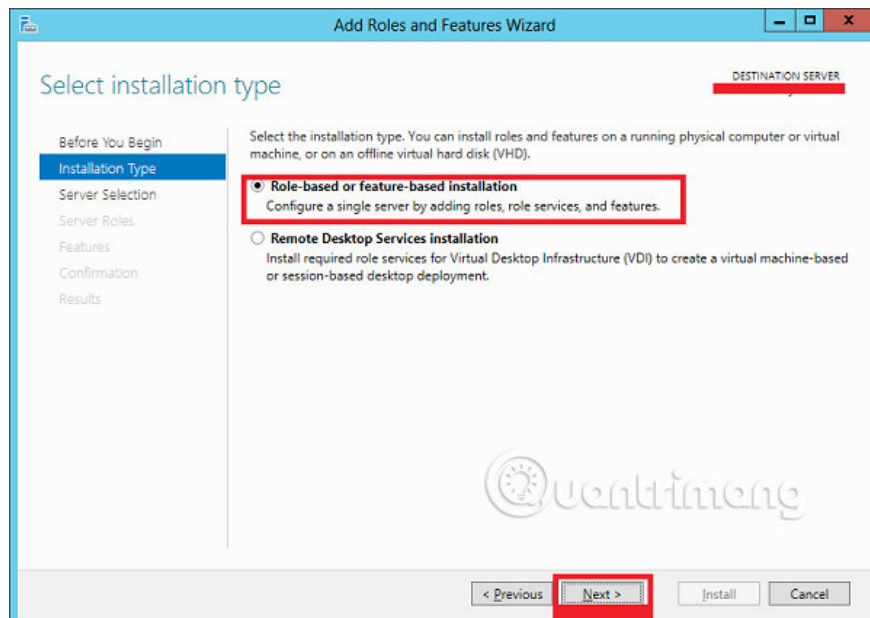 Add Roles and Features Wizard
Select installation type
DESTINATION SERVER
Before You Begin
Installation Type
Server Selection
Server Roles
Features
Confirmation
Results
Select the installation type. You can install roles and features on a running physical computer or virtual
machine, or on an offline virtual hard disk (VHD).
Role-based or feature-based installation
Configure a single server by adding roles, role services, and features.
Remote Desktop Services installation
Install required role services for Virtual Desktop Infrastructure (VDI) to create a virtual machine-based
or session-based desktop deployment.
Quantrimang
< Previous
Next >
Install
Cancel